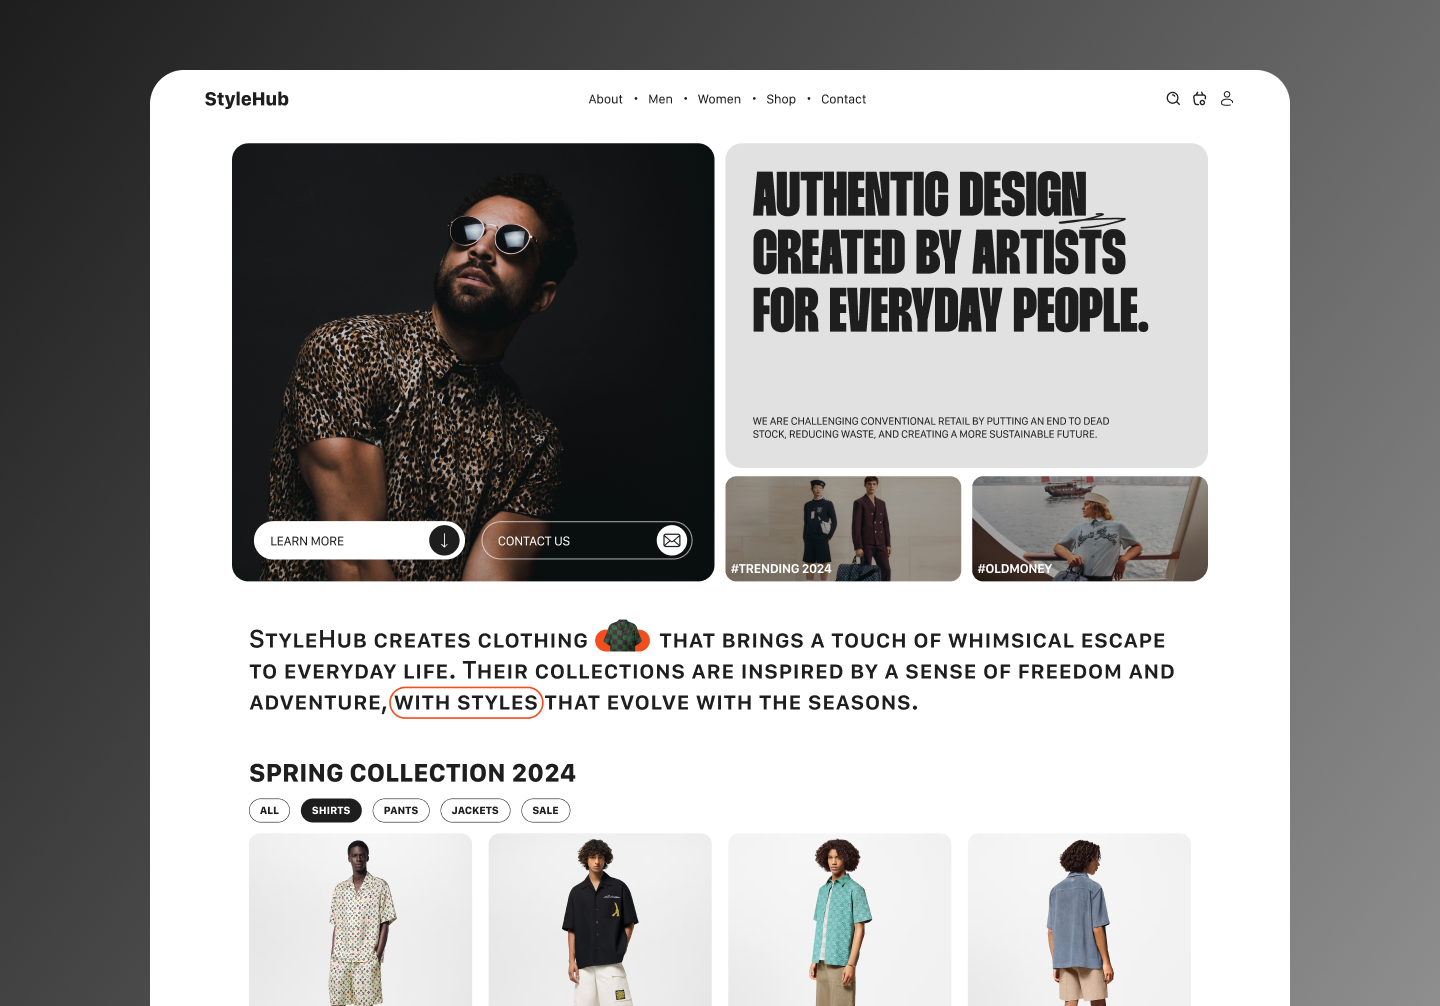 StyleHub
About • Men • Women • Shop • Contact
AUTHENTIC DESIGN
CREATED BY ARTISTS
FOR EVERYDAY PEOPLE.
WE ARE CHALLENGING CONVENTIONAL RETAIL BY PUTTING AN END TO DEAD
STOCK, REDUCING WASTE, AND CREATING A MORE SUSTAINABLE FUTURE.
LEARN MORE
CONTACT US
#TRENDING 2024
#OLDMONEY
STYLEHUB CREATES CLOTHING THAT BRINGS A TOUCH OF WHIMSICAL ESCAPE
TO EVERYDAY LIFE. THEIR COLLECTIONS ARE INSPIRED BY A SENSE OF FREEDOM AND
ADVENTURE, WITH STYLES THAT EVOLVE WITH THE SEASONS.
SPRING COLLECTION 2024
ALL SHIRTS PANTS JACKETS SALE